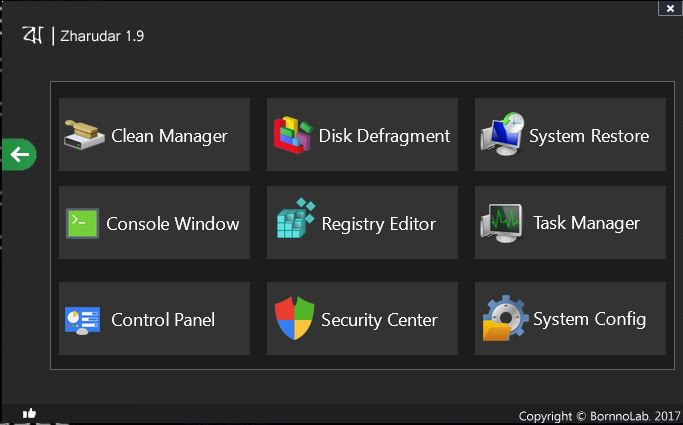 ঝা | Zharudar 1.9
Clean Manager
Disk Defragment
System Restore
Console Window
Registry Editor
Task Manager
Control Panel
Security Center
System Config
Copyright © BornnoLab. 2017